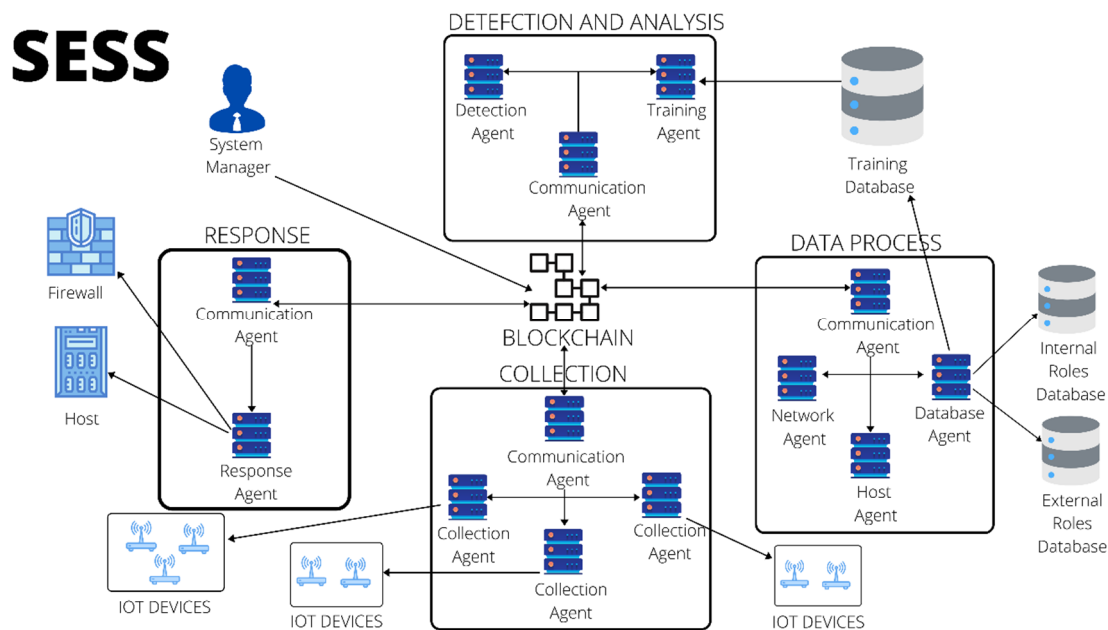 SESS
DETEFCTION AND ANALYSIS
Detection
Agent
Training
Agent
Communication
Agent
Training
Database
System
Manager
RESPONSE
Communication
Agent
Response
Agent
Firewall
Host
BLOCKCHAIN
DATA PROCESS
Communication
Agent
Network
Agent
Database
Agent
Host
Agent
Internal
Roles
Database
External
Roles
Database
COLLECTION
Communication
Agent
Collection
Agent
Collection
Agent
Collection
Agent
IOT DEVICES
IOT DEVICES
IOT DEVICES